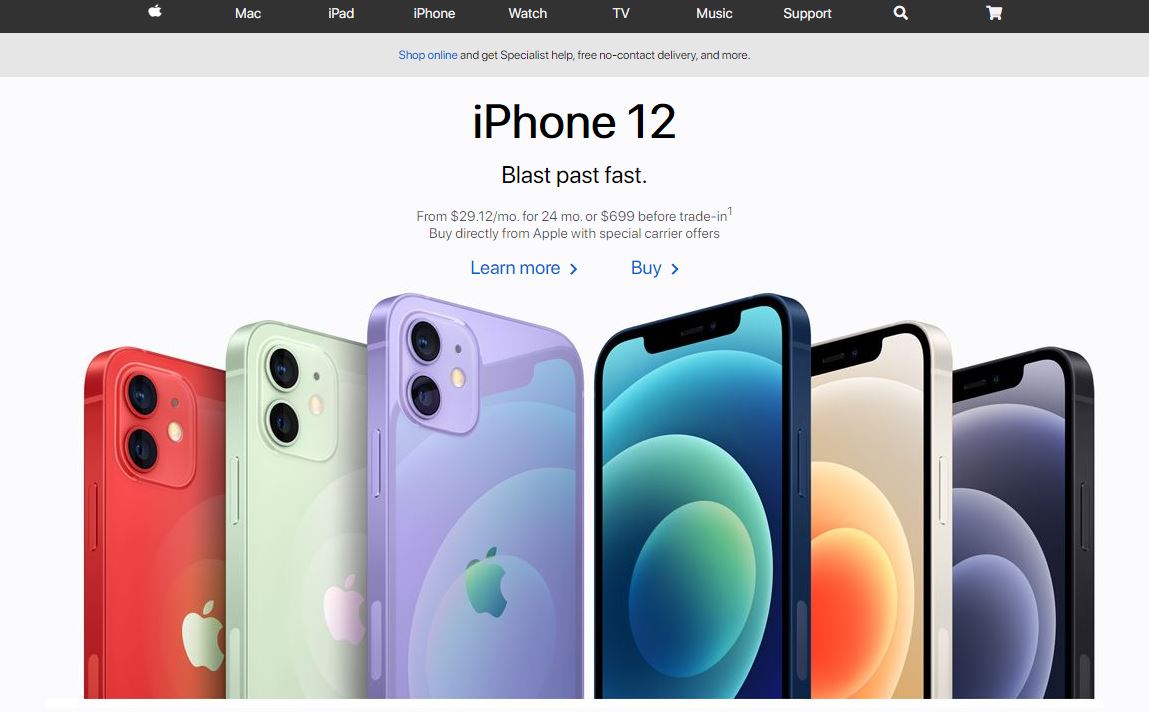 Mac iPad iPhone Watch TV Music Support
Shop online and get Specialist help, free no-contact delivery, and more.
iPhone 12
Blast past fast.
From $29.12/mo. for 24 mo. or $699 before trade-in1
Buy directly from Apple with special carrier offers
Learn more > Buy >